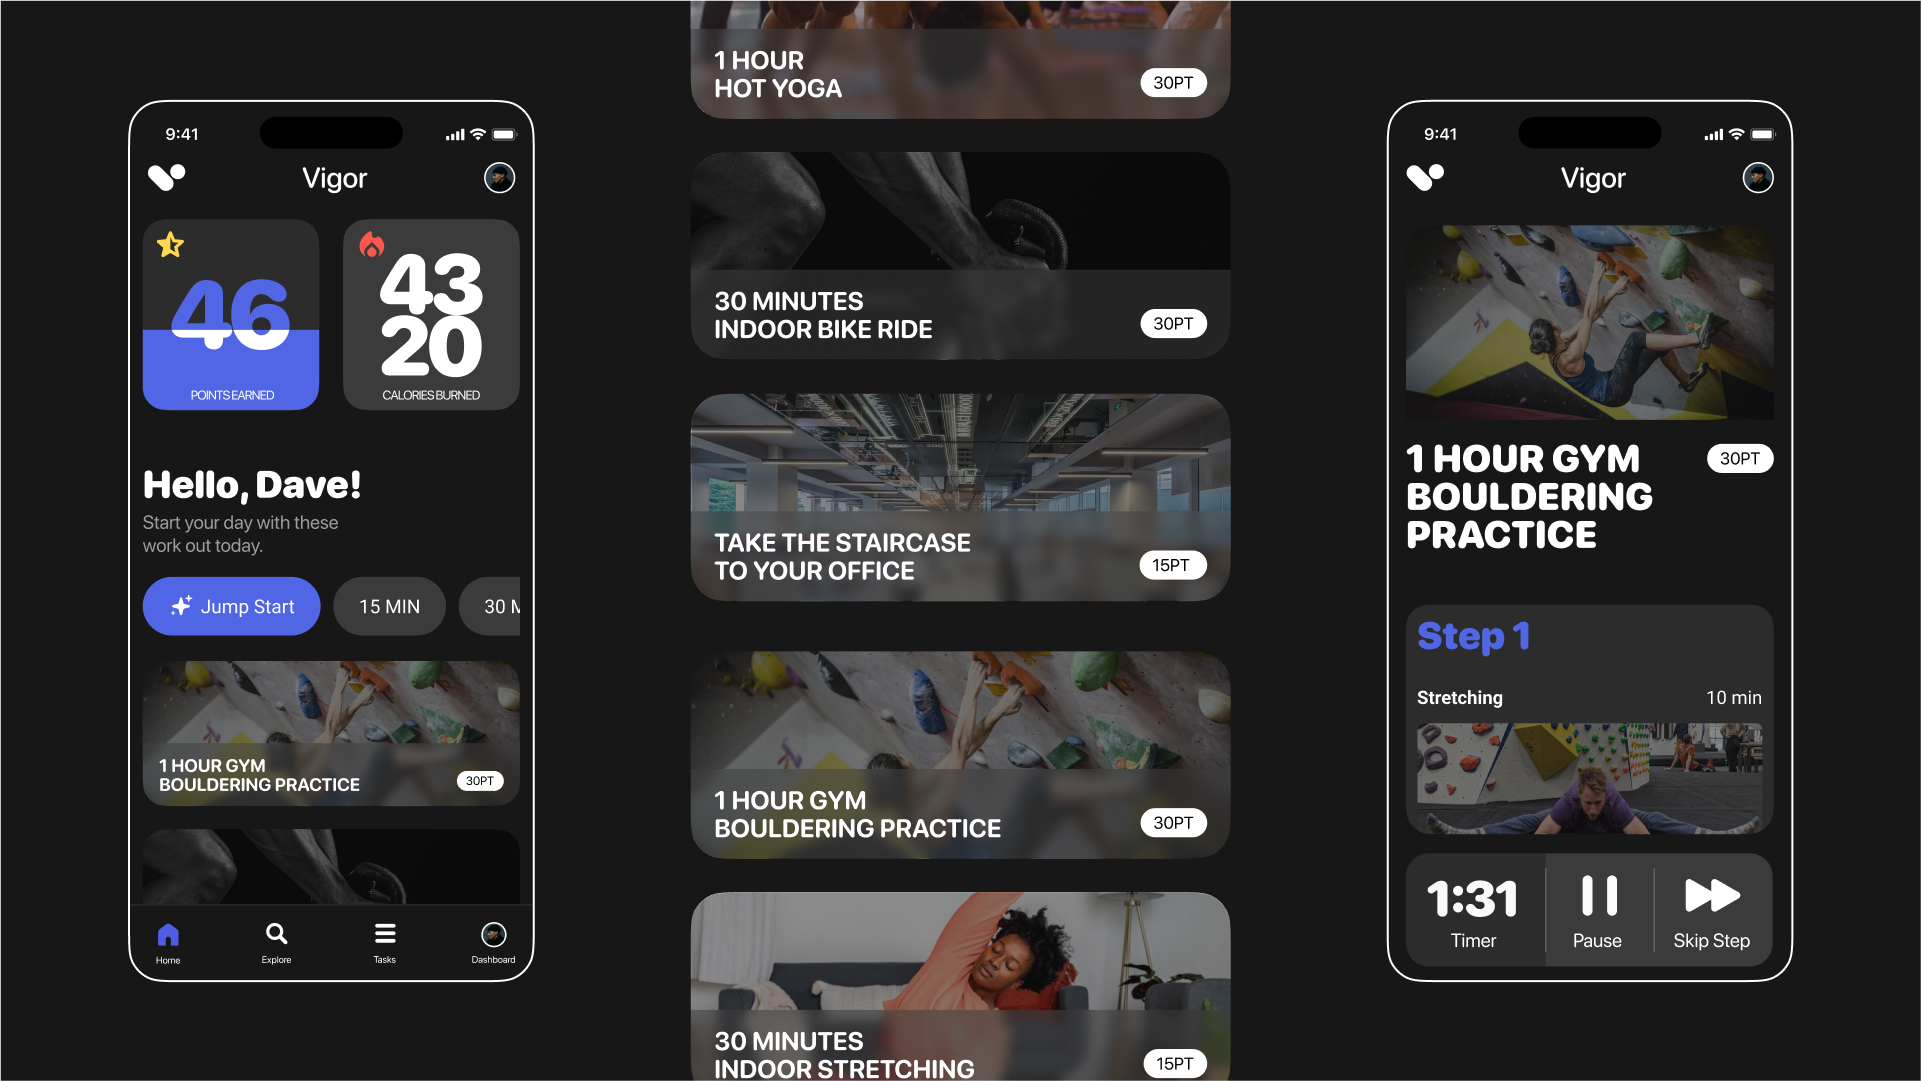 9:41
Vigor
46
POINTS EARNED
43
20
CALORIES BURNED
Hello, Dave!
Start your day with these
work out today.
Jump Start
15 MIN
30 M
1 HOUR GYM
BOULDERING PRACTICE
30PT
Home
Explore
Tasks
Dashboard
1 HOUR
HOT YOGA
30PT
30 MINUTES
INDOOR BIKE RIDE
30PT
TAKE THE STAIRCASE
TO YOUR OFFICE
15PT
1 HOUR GYM
BOULDERING PRACTICE
30PT
30 MINUTES
INDOOR STRETCHING
15PT
9:41
Vigor
1 HOUR GYM
BOULDERING
PRACTICE
30PT
Step 1
Stretching
10 min
1:31
Timer
Pause
Skip Step